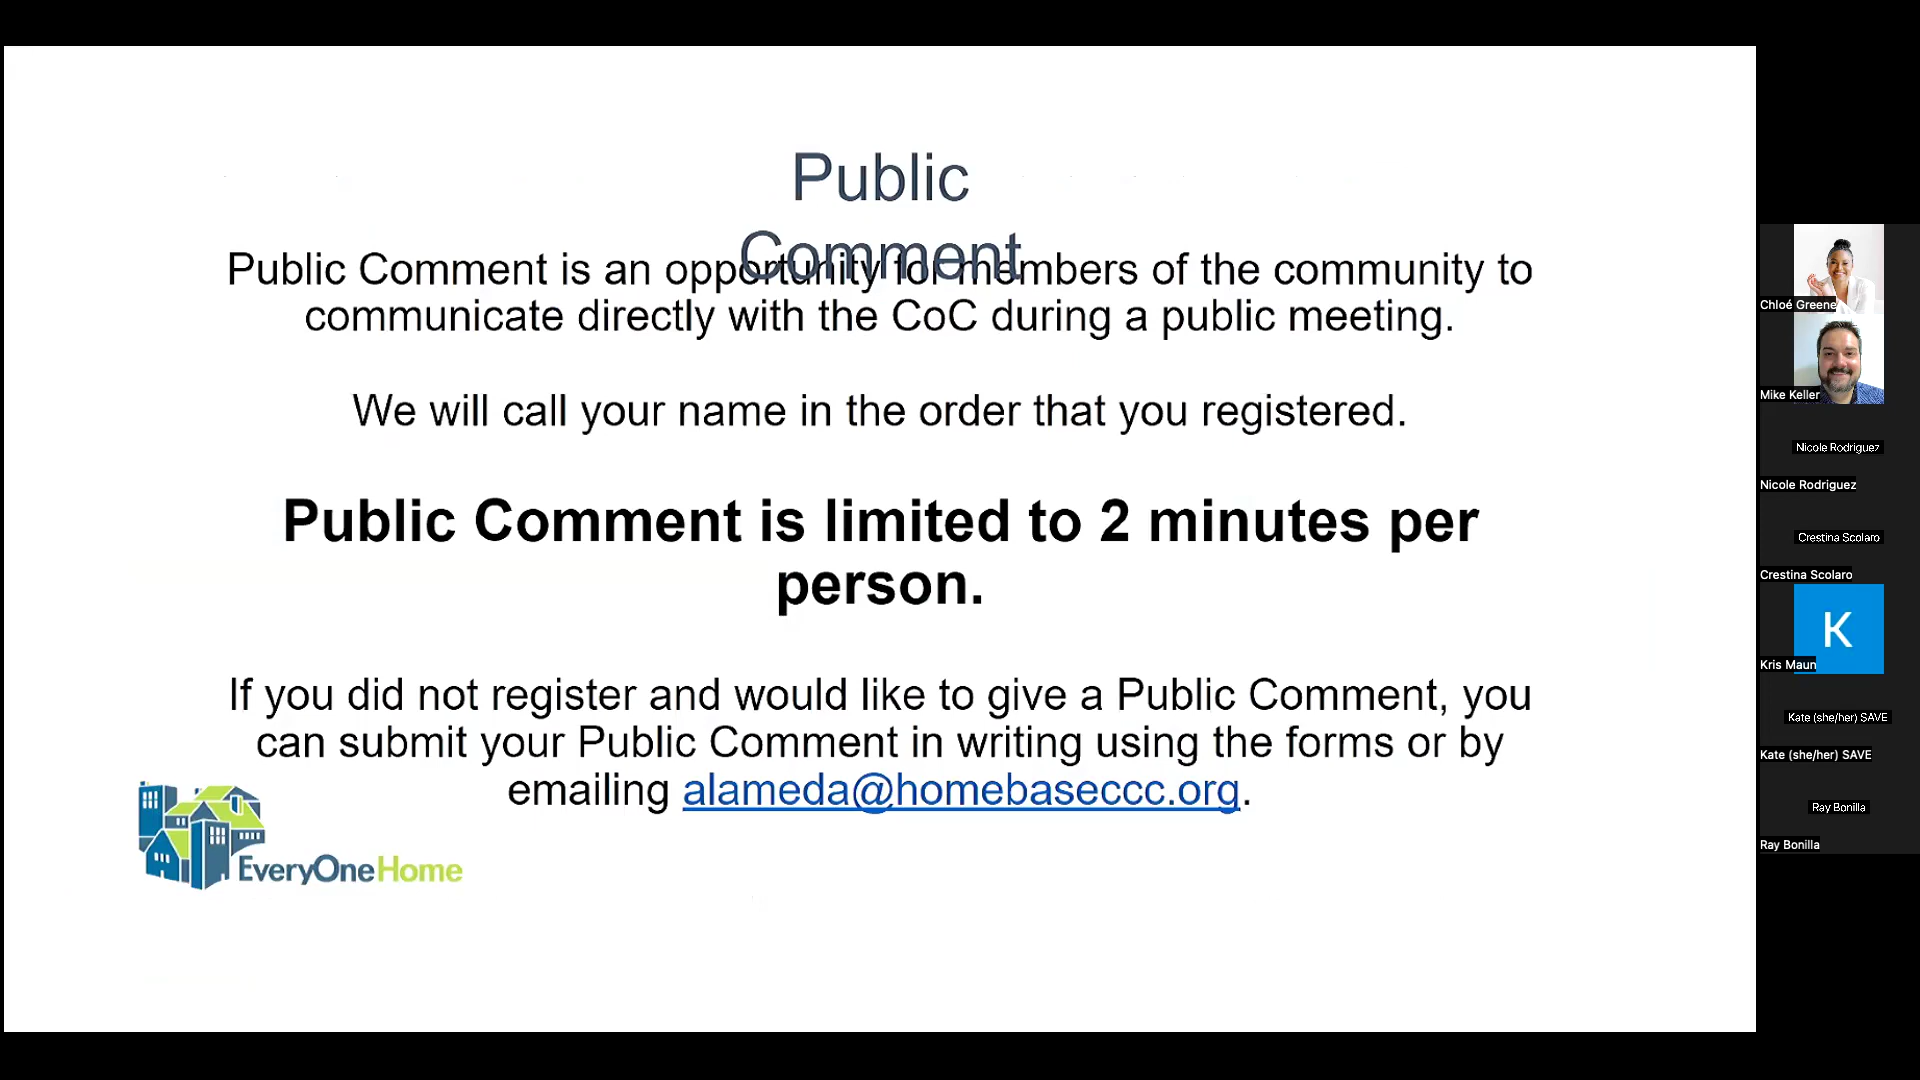 Public
Comment
Public Comment is an opportunity for members of the community to
communicate directly with the CoC during a public meeting.
We will call your name in the order that you registered.
Public Comment is limited to 2 minutes per
person.
If you did not register and would like to give a Public Comment, you
can submit your Public Comment in writing using the forms or by
emailing alameda@homebaseccc.org.
EveryOneHome
Chloé Greene
Mike Keller
Nicole Rodriguez
Nicole Rodriguez
Crestina Scolaro
Crestina Scolaro
K
Kris Maun
Kate (she/her) SAVE
Kate (she/her) SAVE
Ray Bonilla
Ray Bonilla